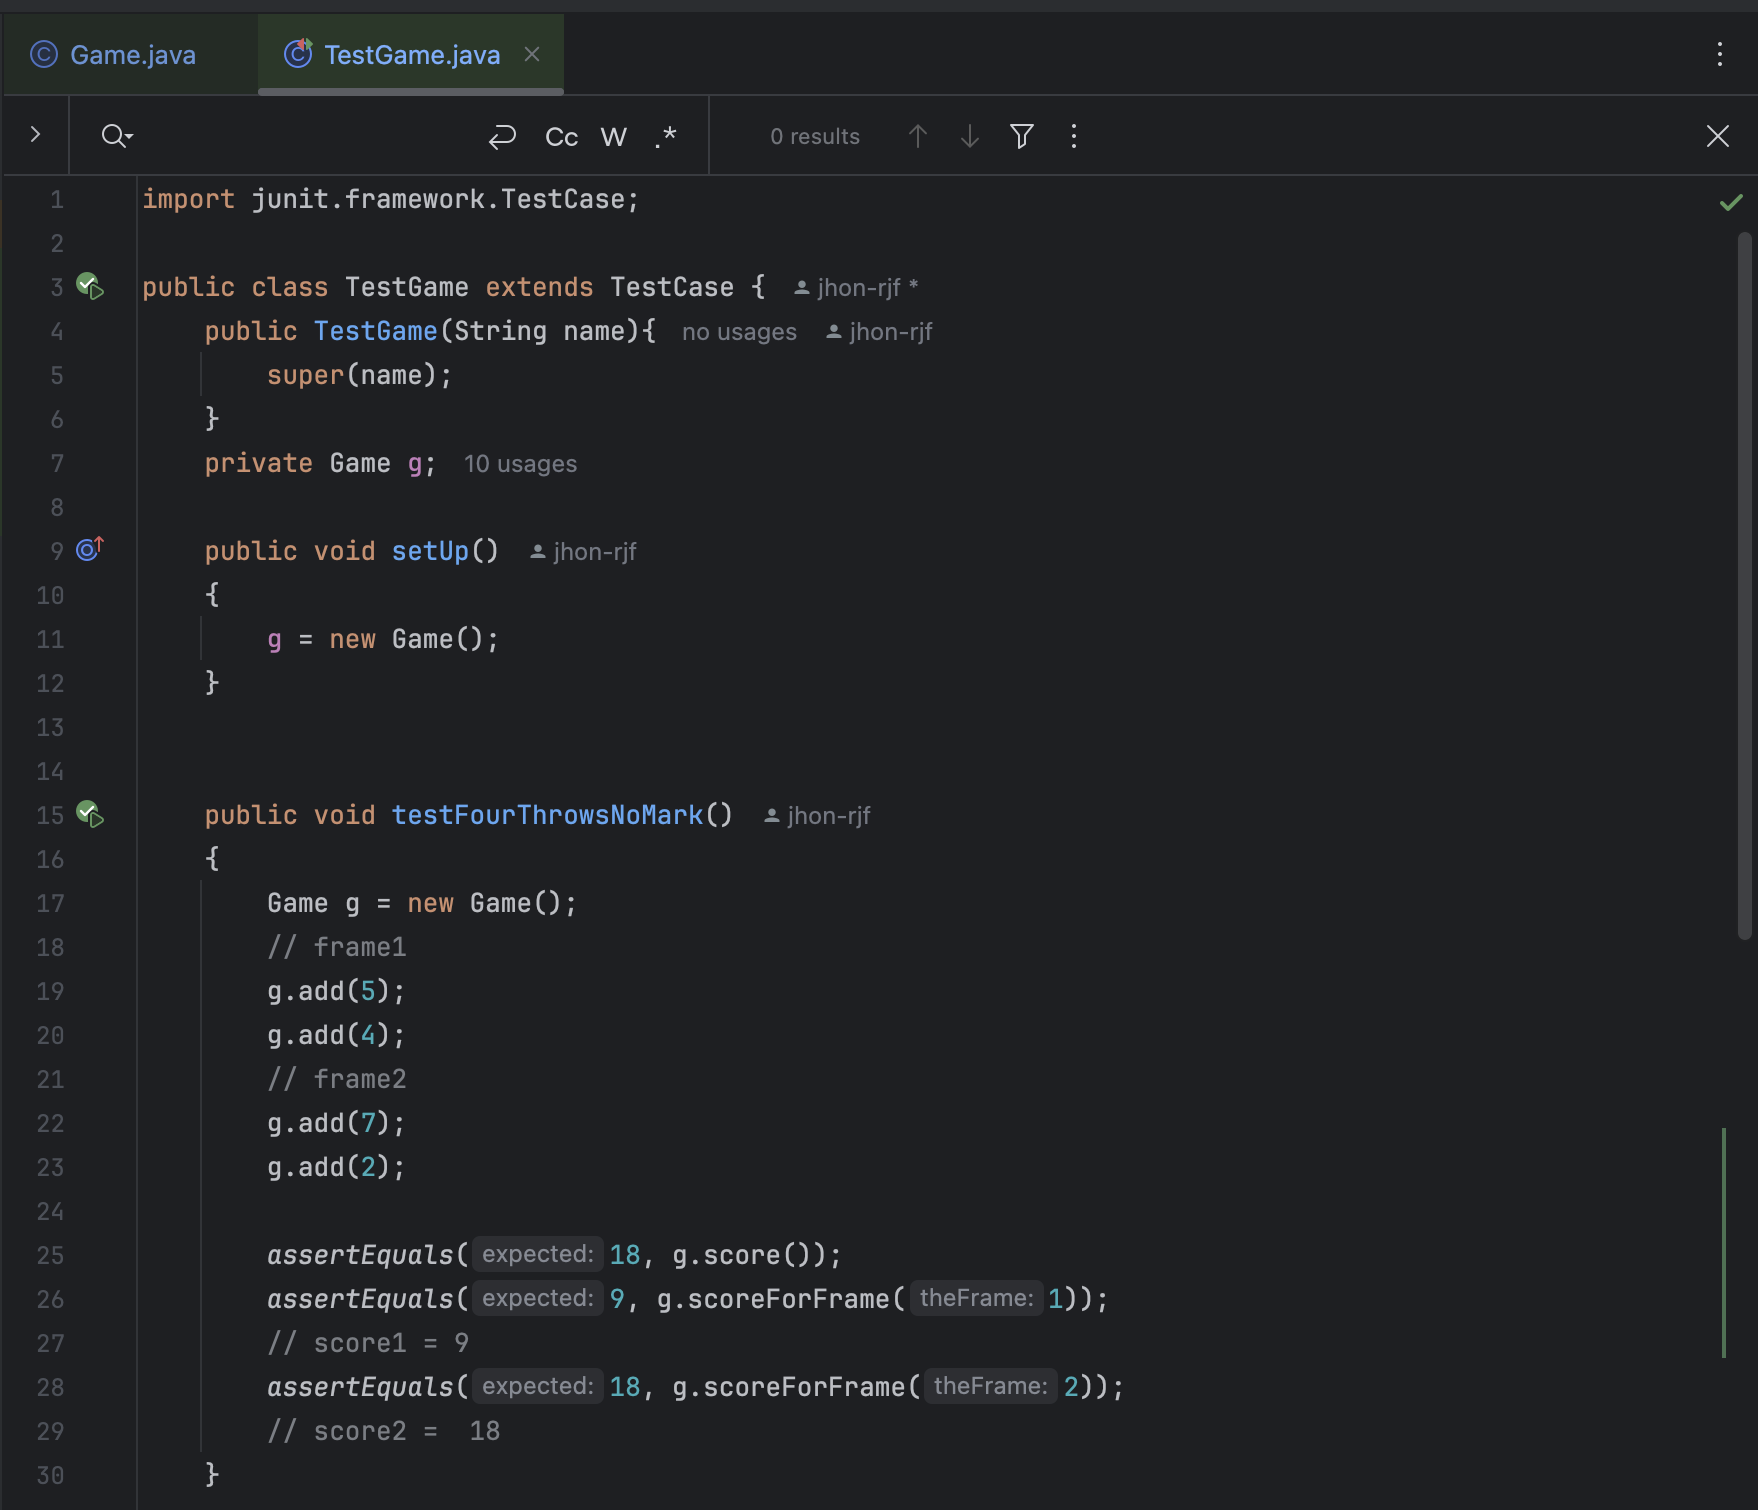 Game.java TestGame.java
Cc W .* 0 results
1 import junit.framework.TestCase;
2
3 public class TestGame extends TestCase { jhon-rjf *
4 public TestGame(String name){ no usages jhon-rjf
5 super(name);
6 }
7 private Game g; 10 usages
8
9 public void setUp() jhon-rjf
10 {
11 g = new Game();
12 }
13
14
15 public void testFourThrowsNoMark() jhon-rjf
16 {
17 Game g = new Game();
18 // frame1
19 g.add(5);
20 g.add(4);
21 // frame2
22 g.add(7);
23 g.add(2);
24
25 assertEquals( expected: 18, g.score());
26 assertEquals( expected: 9, g.scoreForFrame( theFrame: 1));
27 // score1 = 9
28 assertEquals( expected: 18, g.scoreForFrame( theFrame: 2));
29 // score2 =  18
30 }